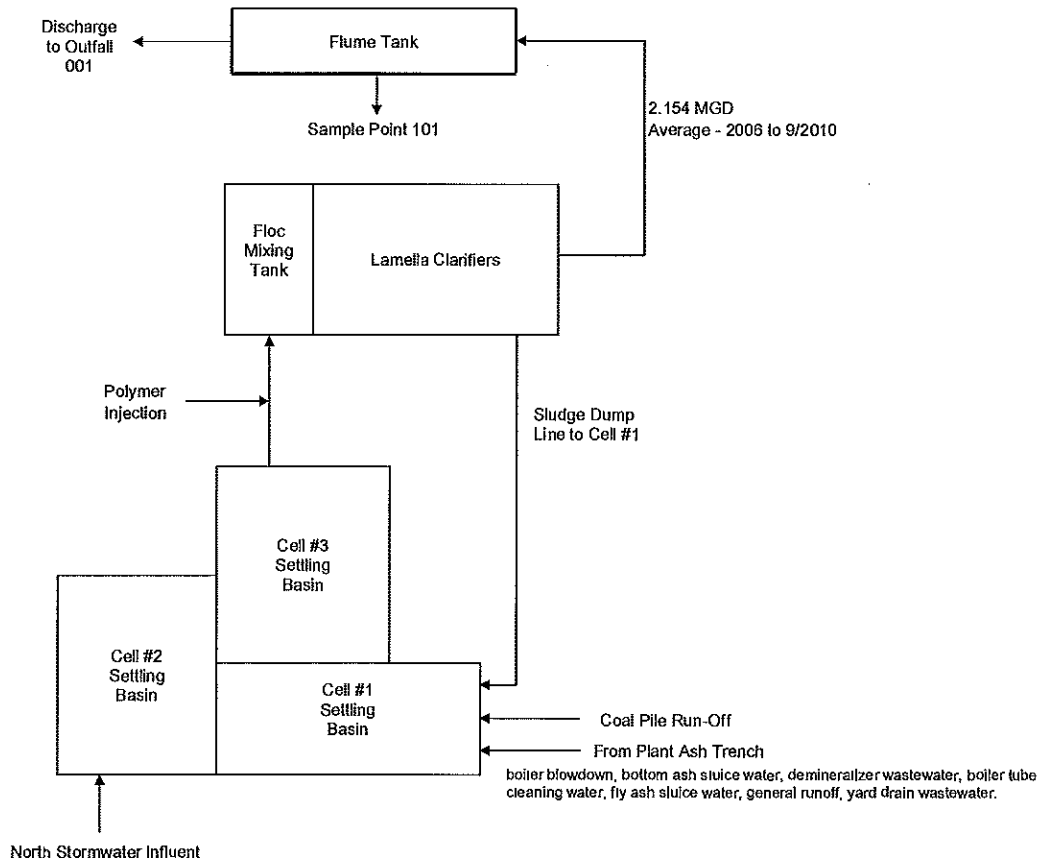 Discharge
to Outfall
001
Flume Tank
Sample Point 101
2.154 MGD
Average - 2006 to 9/2010
Floc
Mixing
Tank
Lamella Clarifiers
Polymer
Injection
Sludge Dump
Line to Cell #1
Cell #3
Settling
Basin
Cell #2
Settling
Basin
Cell #1
Settling
Basin
Coal Pile Run-Off
From Plant Ash Trench
boiler blowdown, bottom ash sluice water, demineralizer wastewater, boiler tube
cleaning water, fly ash sluice water, general runoff, yard drain wastewater.
North Stormwater Influent